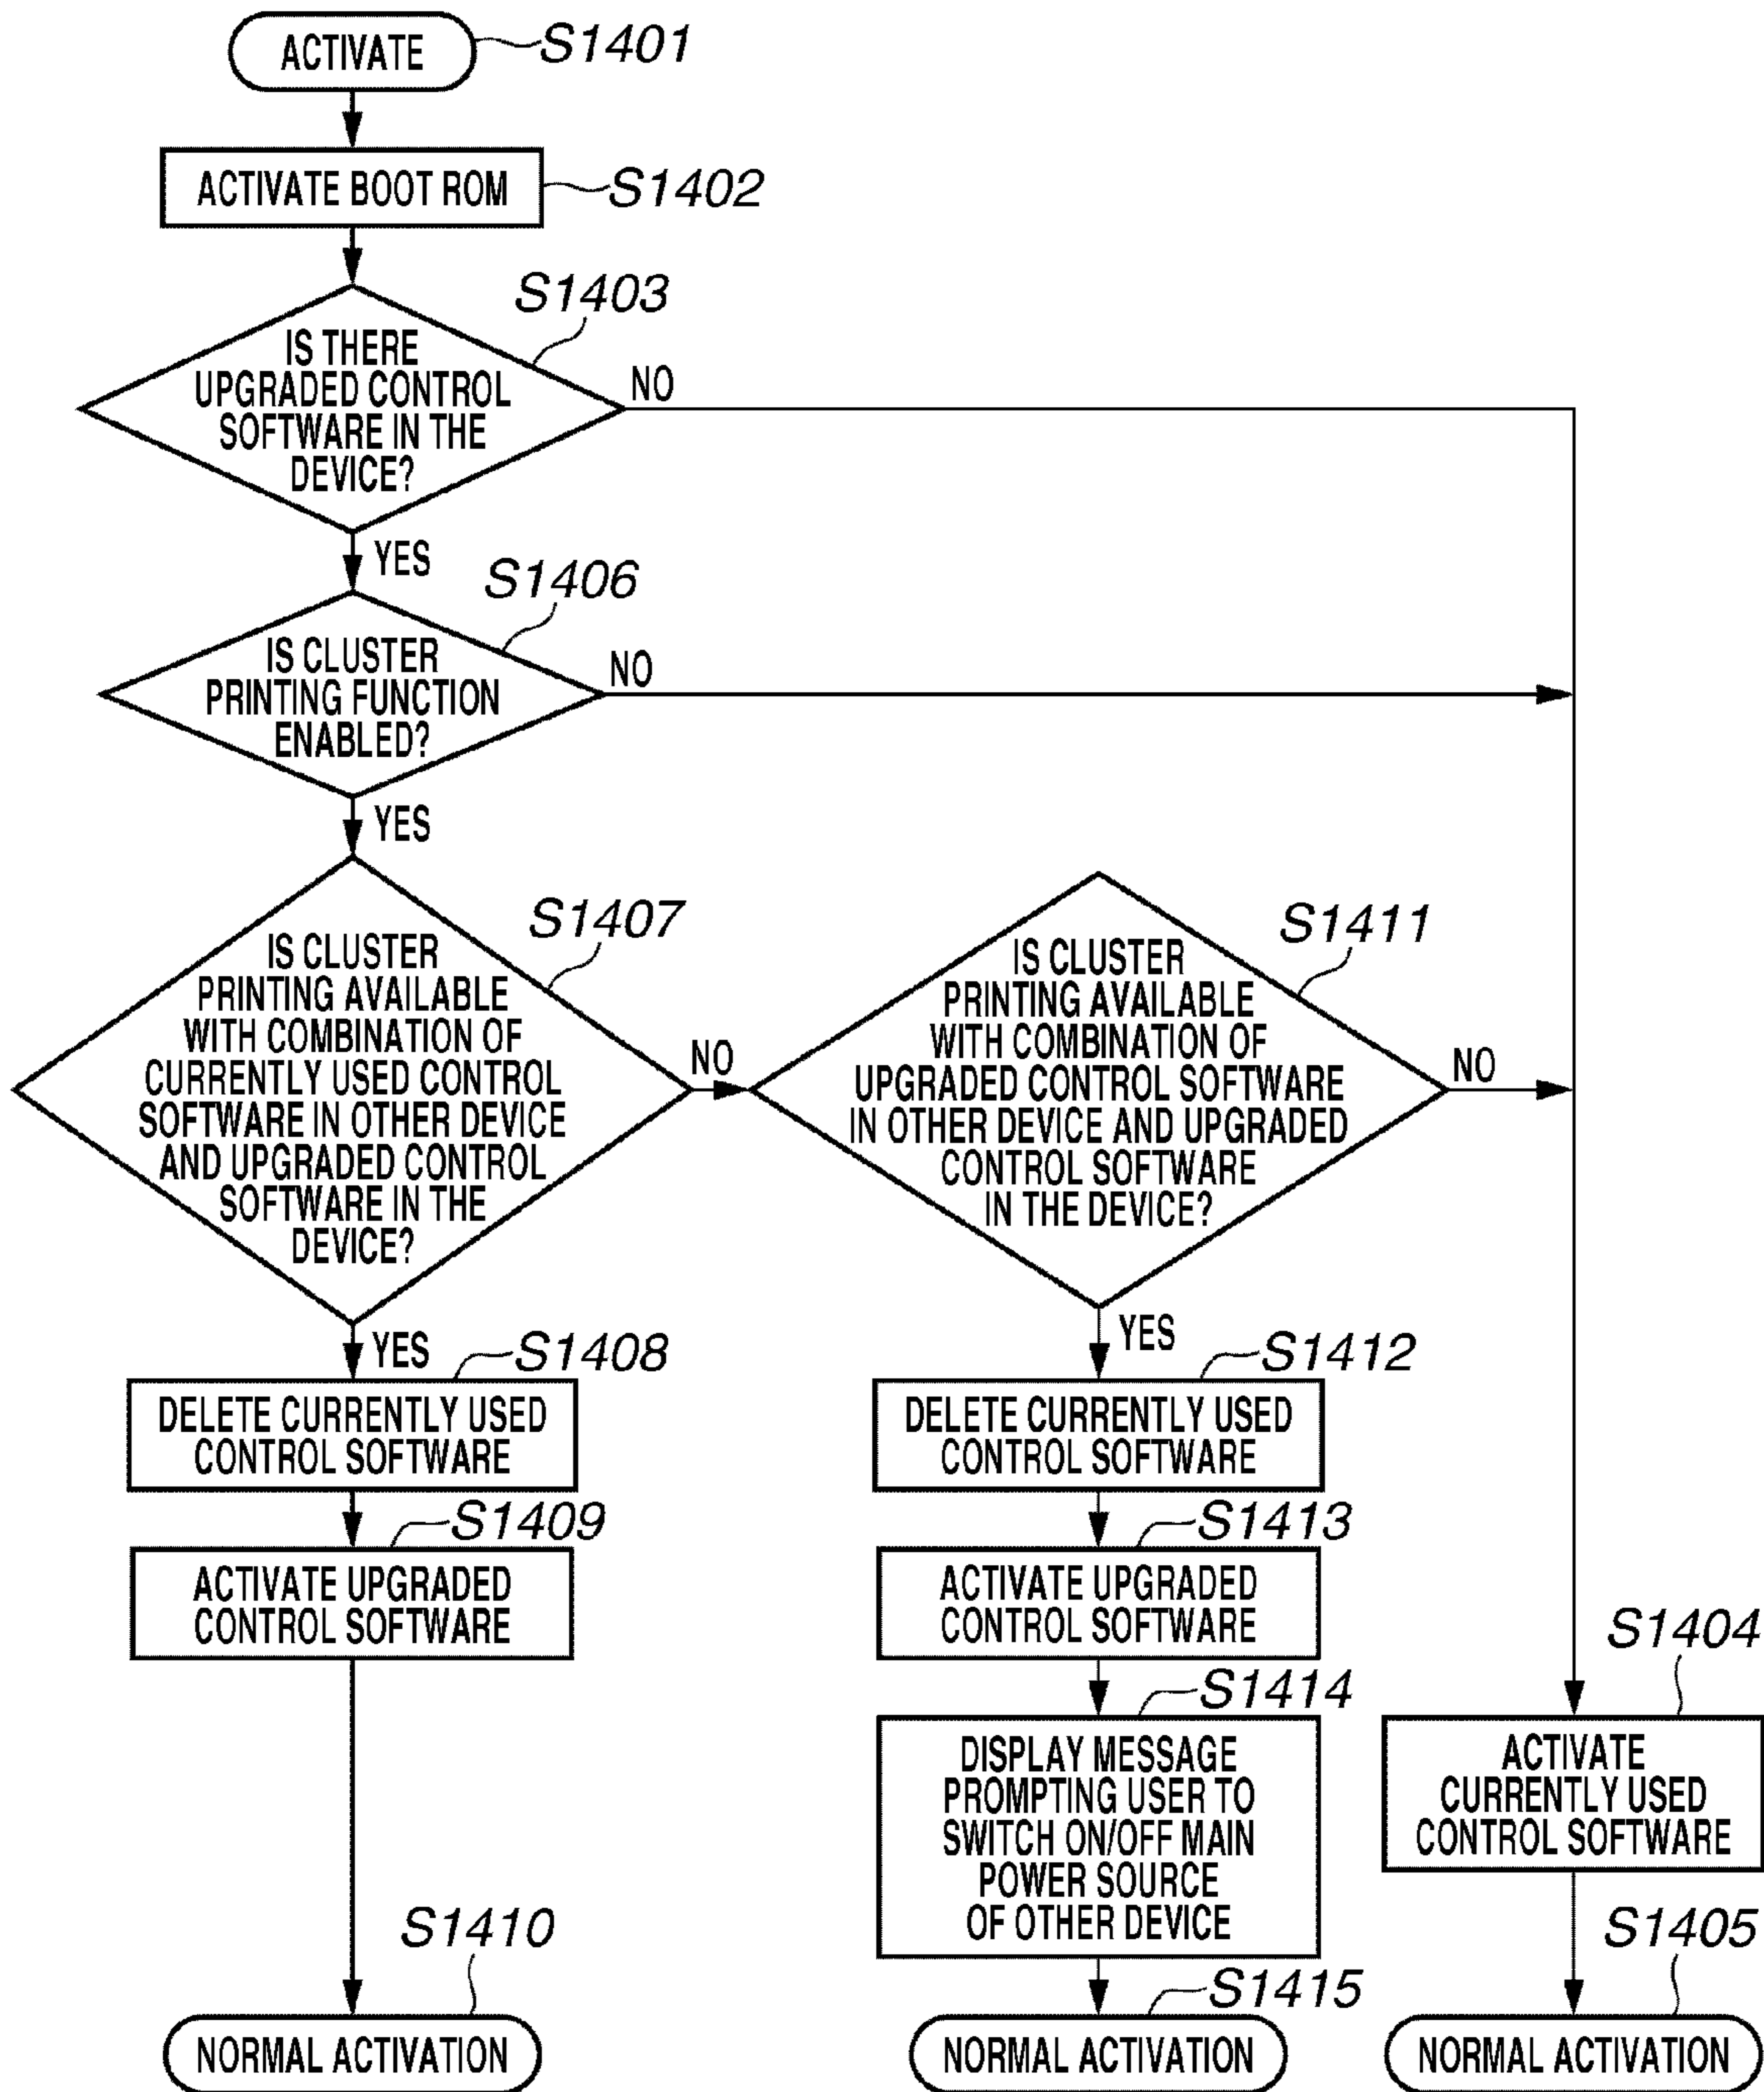 ACTIVATE
S1401
ACTIVATE BOOT ROM
S1402
S1403
IS THERE
UPGRADED CONTROL
SOFTWARE IN THE
DEVICE?
NO
YES
S1406
IS CLUSTER
PRINTING FUNCTION
ENABLED?
NO
YES
S1407
IS CLUSTER
PRINTING AVAILABLE
WITH COMBINATION OF
CURRENTLY USED CONTROL
SOFTWARE IN OTHER DEVICE
AND UPGRADED CONTROL
SOFTWARE IN THE
DEVICE?
NO
YES
S1411
IS CLUSTER
PRINTING AVAILABLE
WITH COMBINATION OF
UPGRADED CONTROL SOFTWARE
IN OTHER DEVICE AND UPGRADED
CONTROL SOFTWARE
IN THE DEVICE?
NO
YES
S1408
DELETE CURRENTLY USED
CONTROL SOFTWARE
S1409
ACTIVATE UPGRADED
CONTROL SOFTWARE
S1410
NORMAL ACTIVATION
S1412
DELETE CURRENTLY USED
CONTROL SOFTWARE
S1413
ACTIVATE UPGRADED
CONTROL SOFTWARE
S1414
DISPLAY MESSAGE
PROMPTING USER TO
SWITCH ON/OFF MAIN
POWER SOURCE
OF OTHER DEVICE
S1415
NORMAL ACTIVATION
S1404
ACTIVATE
CURRENTLY USED
CONTROL SOFTWARE
S1405
NORMAL ACTIVATION